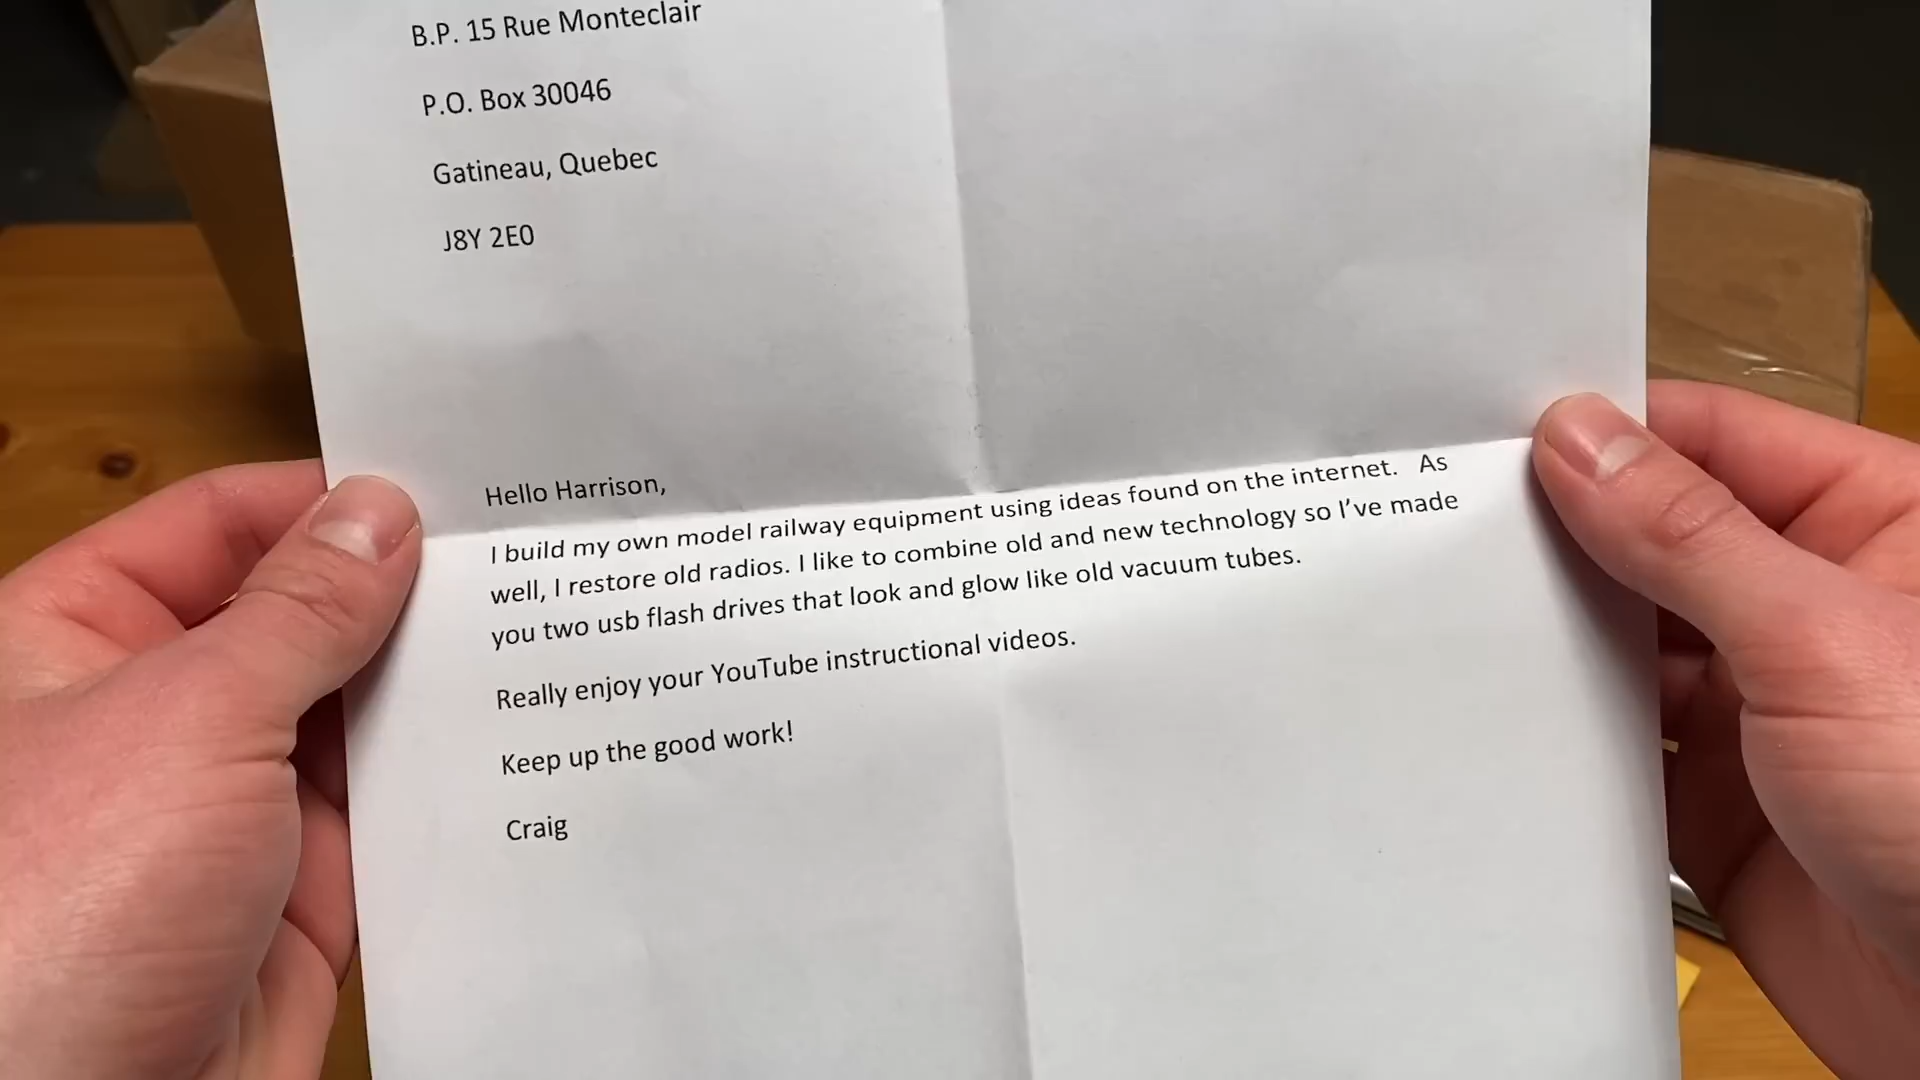 B.P. 15 Rue Monteclair
P.O. Box 30046
Gatineau, Quebec
J8Y 2E0
Hello Harrison,
I build my own model railway equipment using ideas found on the internet.   As
well, I restore old radios. I like to combine old and new technology so I've made
you two usb flash drives that look and glow like old vacuum tubes.
Really enjoy your YouTube instructional videos.
Keep up the good work!
Craig